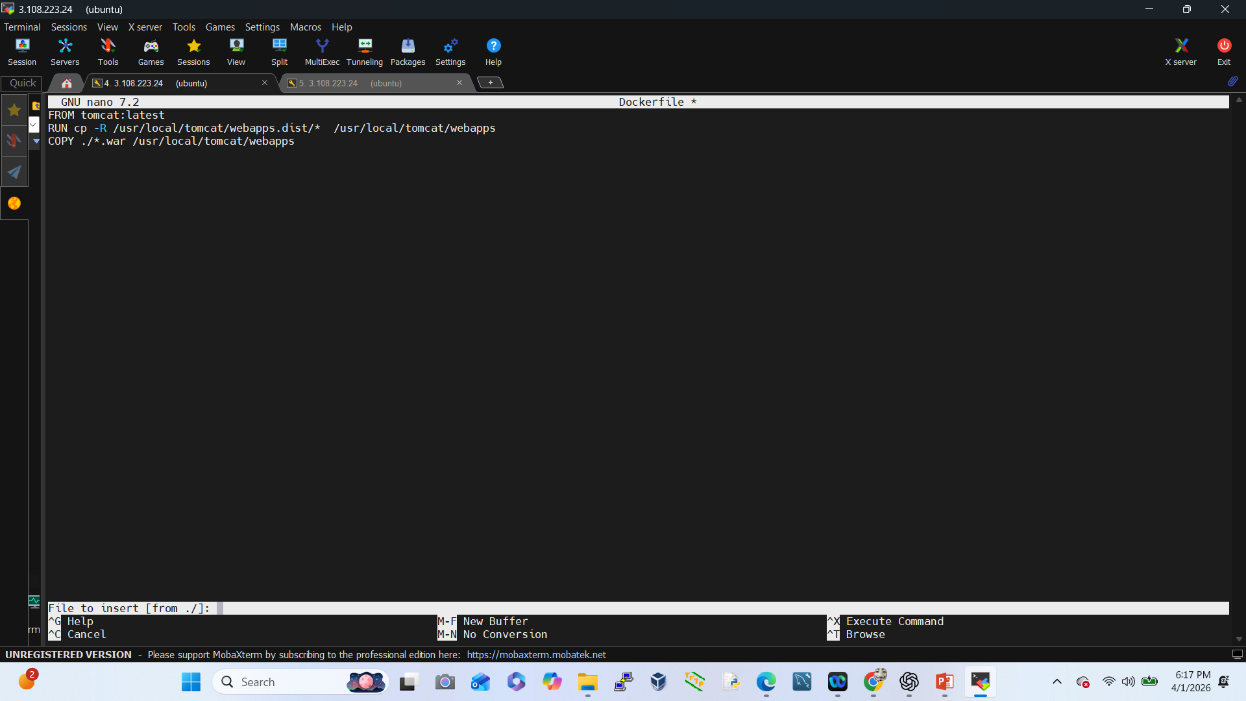 3.108.223.24 (ubuntu)
Terminal Sessions View X server Tools Games Settings Macros Help
Session Servers Tools Games Sessions View Split MultiExec Tunneling Packages Settings Help X server Exit
Quick 4. 3.108.223.24 (ubuntu) 5. 3.108.223.24 (ubuntu)
GNU nano 7.2 Dockerfile *
FROM tomcat:latest
RUN cp -R /usr/local/tomcat/webapps.dist/*  /usr/local/tomcat/webapps
COPY ./*.war /usr/local/tomcat/webapps
File to insert [from ./]:
^G Help M-F New Buffer ^X Execute Command
^C Cancel M-N No Conversion ^T Browse
UNREGISTERED VERSION - Please support MobaXterm by subscribing to the professional edition here: https://mobaxterm.mobatek.net
2 Search 6:17 PM
4/1/2026